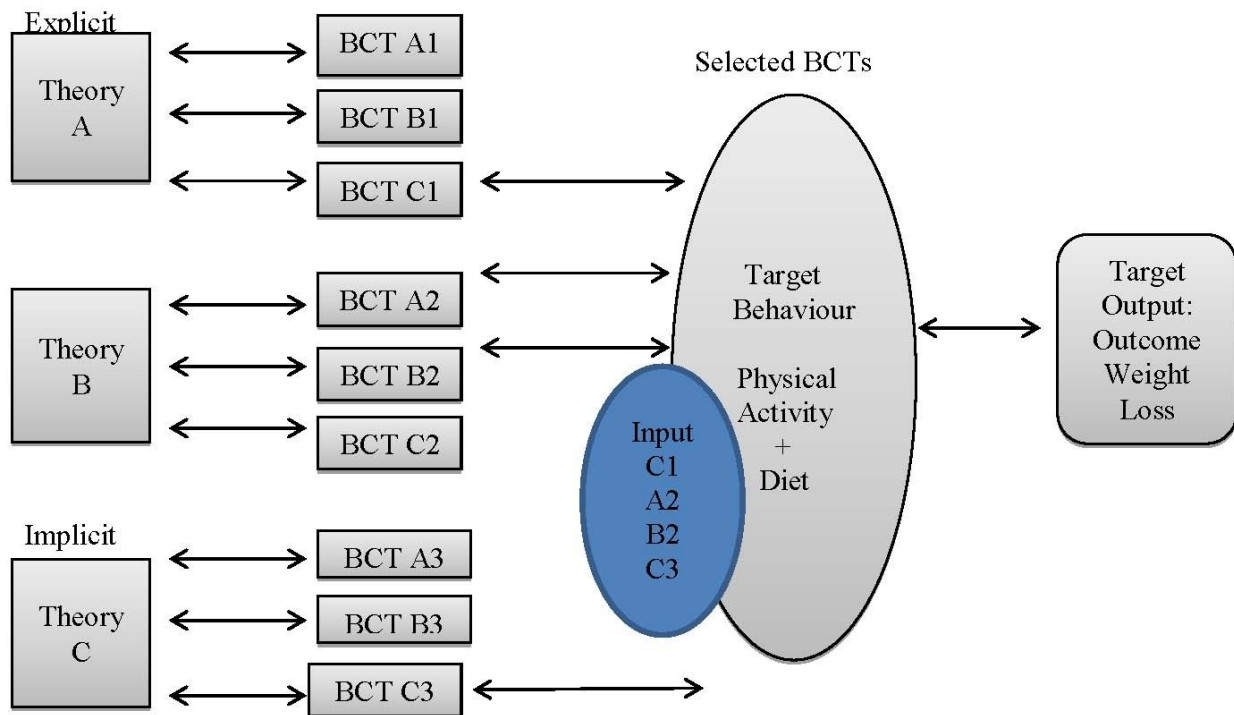 Explicit
Theory
A
BCT A1
BCT B1
BCT C1
Theory
B
BCT A2
BCT B2
BCT C2
Implicit
Theory
C
BCT A3
BCT B3
BCT C3
Selected BCTs
Target
Behaviour
Physical
Activity
+
Diet
Input
C1
A2
B2
C3
Target
Output:
Outcome
Weight
Loss